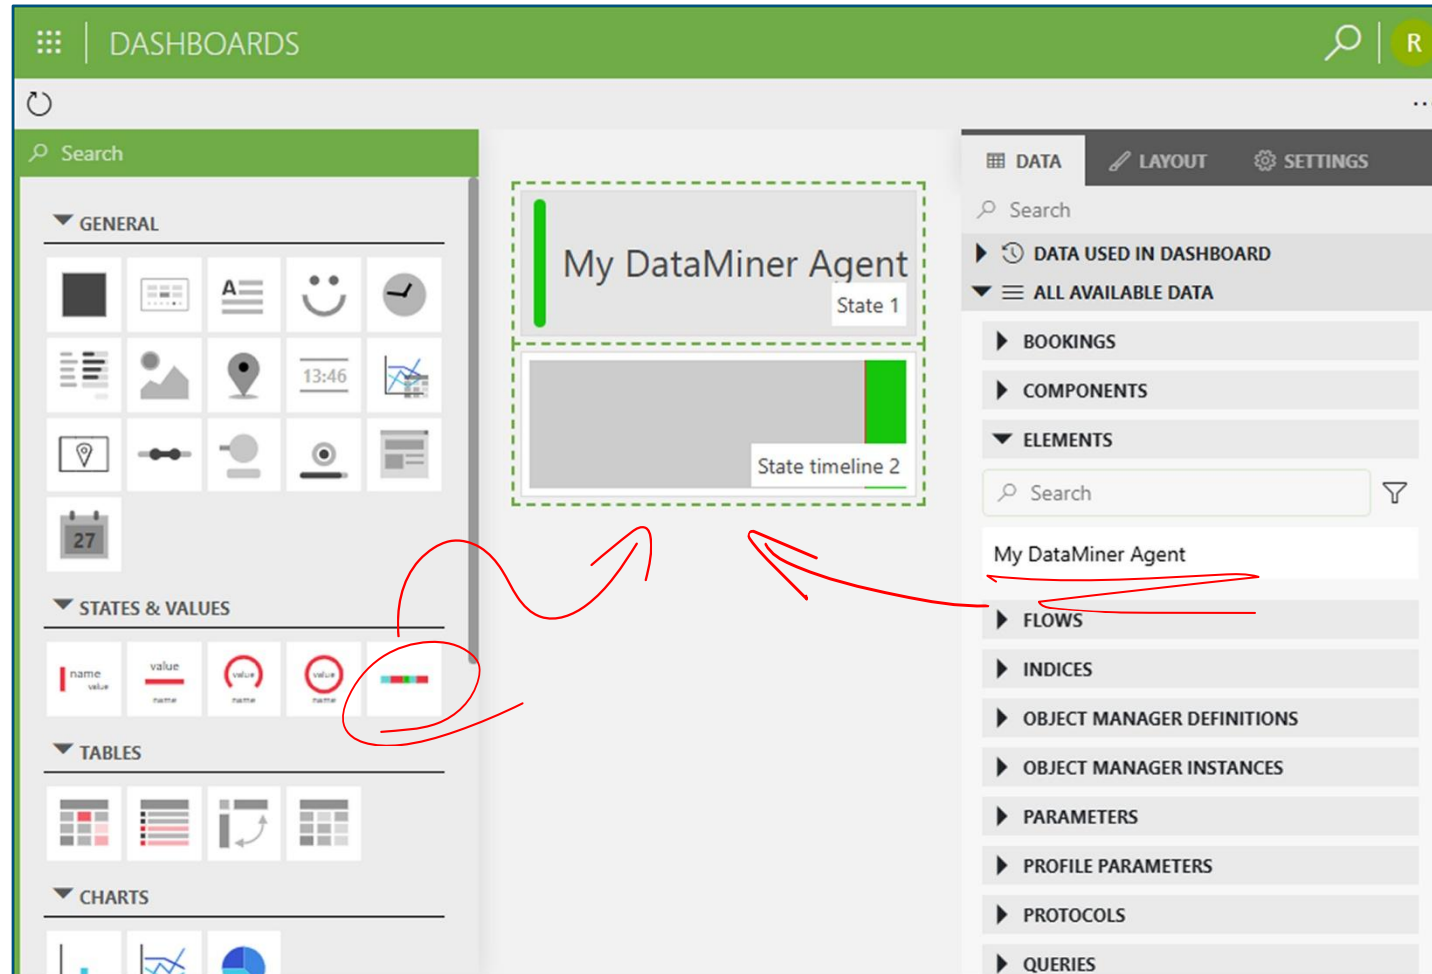 DASHBOARDS
R
Search
GENERAL
A
13:46
27
STATES & VALUES
name
value
value
name
value
name
value
name
TABLES
CHARTS
My DataMiner Agent
State 1
State timeline 2
DATA
LAYOUT
SETTINGS
Search
DATA USED IN DASHBOARD
ALL AVAILABLE DATA
BOOKINGS
COMPONENTS
ELEMENTS
Search
My DataMiner Agent
FLOWS
INDICES
OBJECT MANAGER DEFINITIONS
OBJECT MANAGER INSTANCES
PARAMETERS
PROFILE PARAMETERS
PROTOCOLS
QUERIES